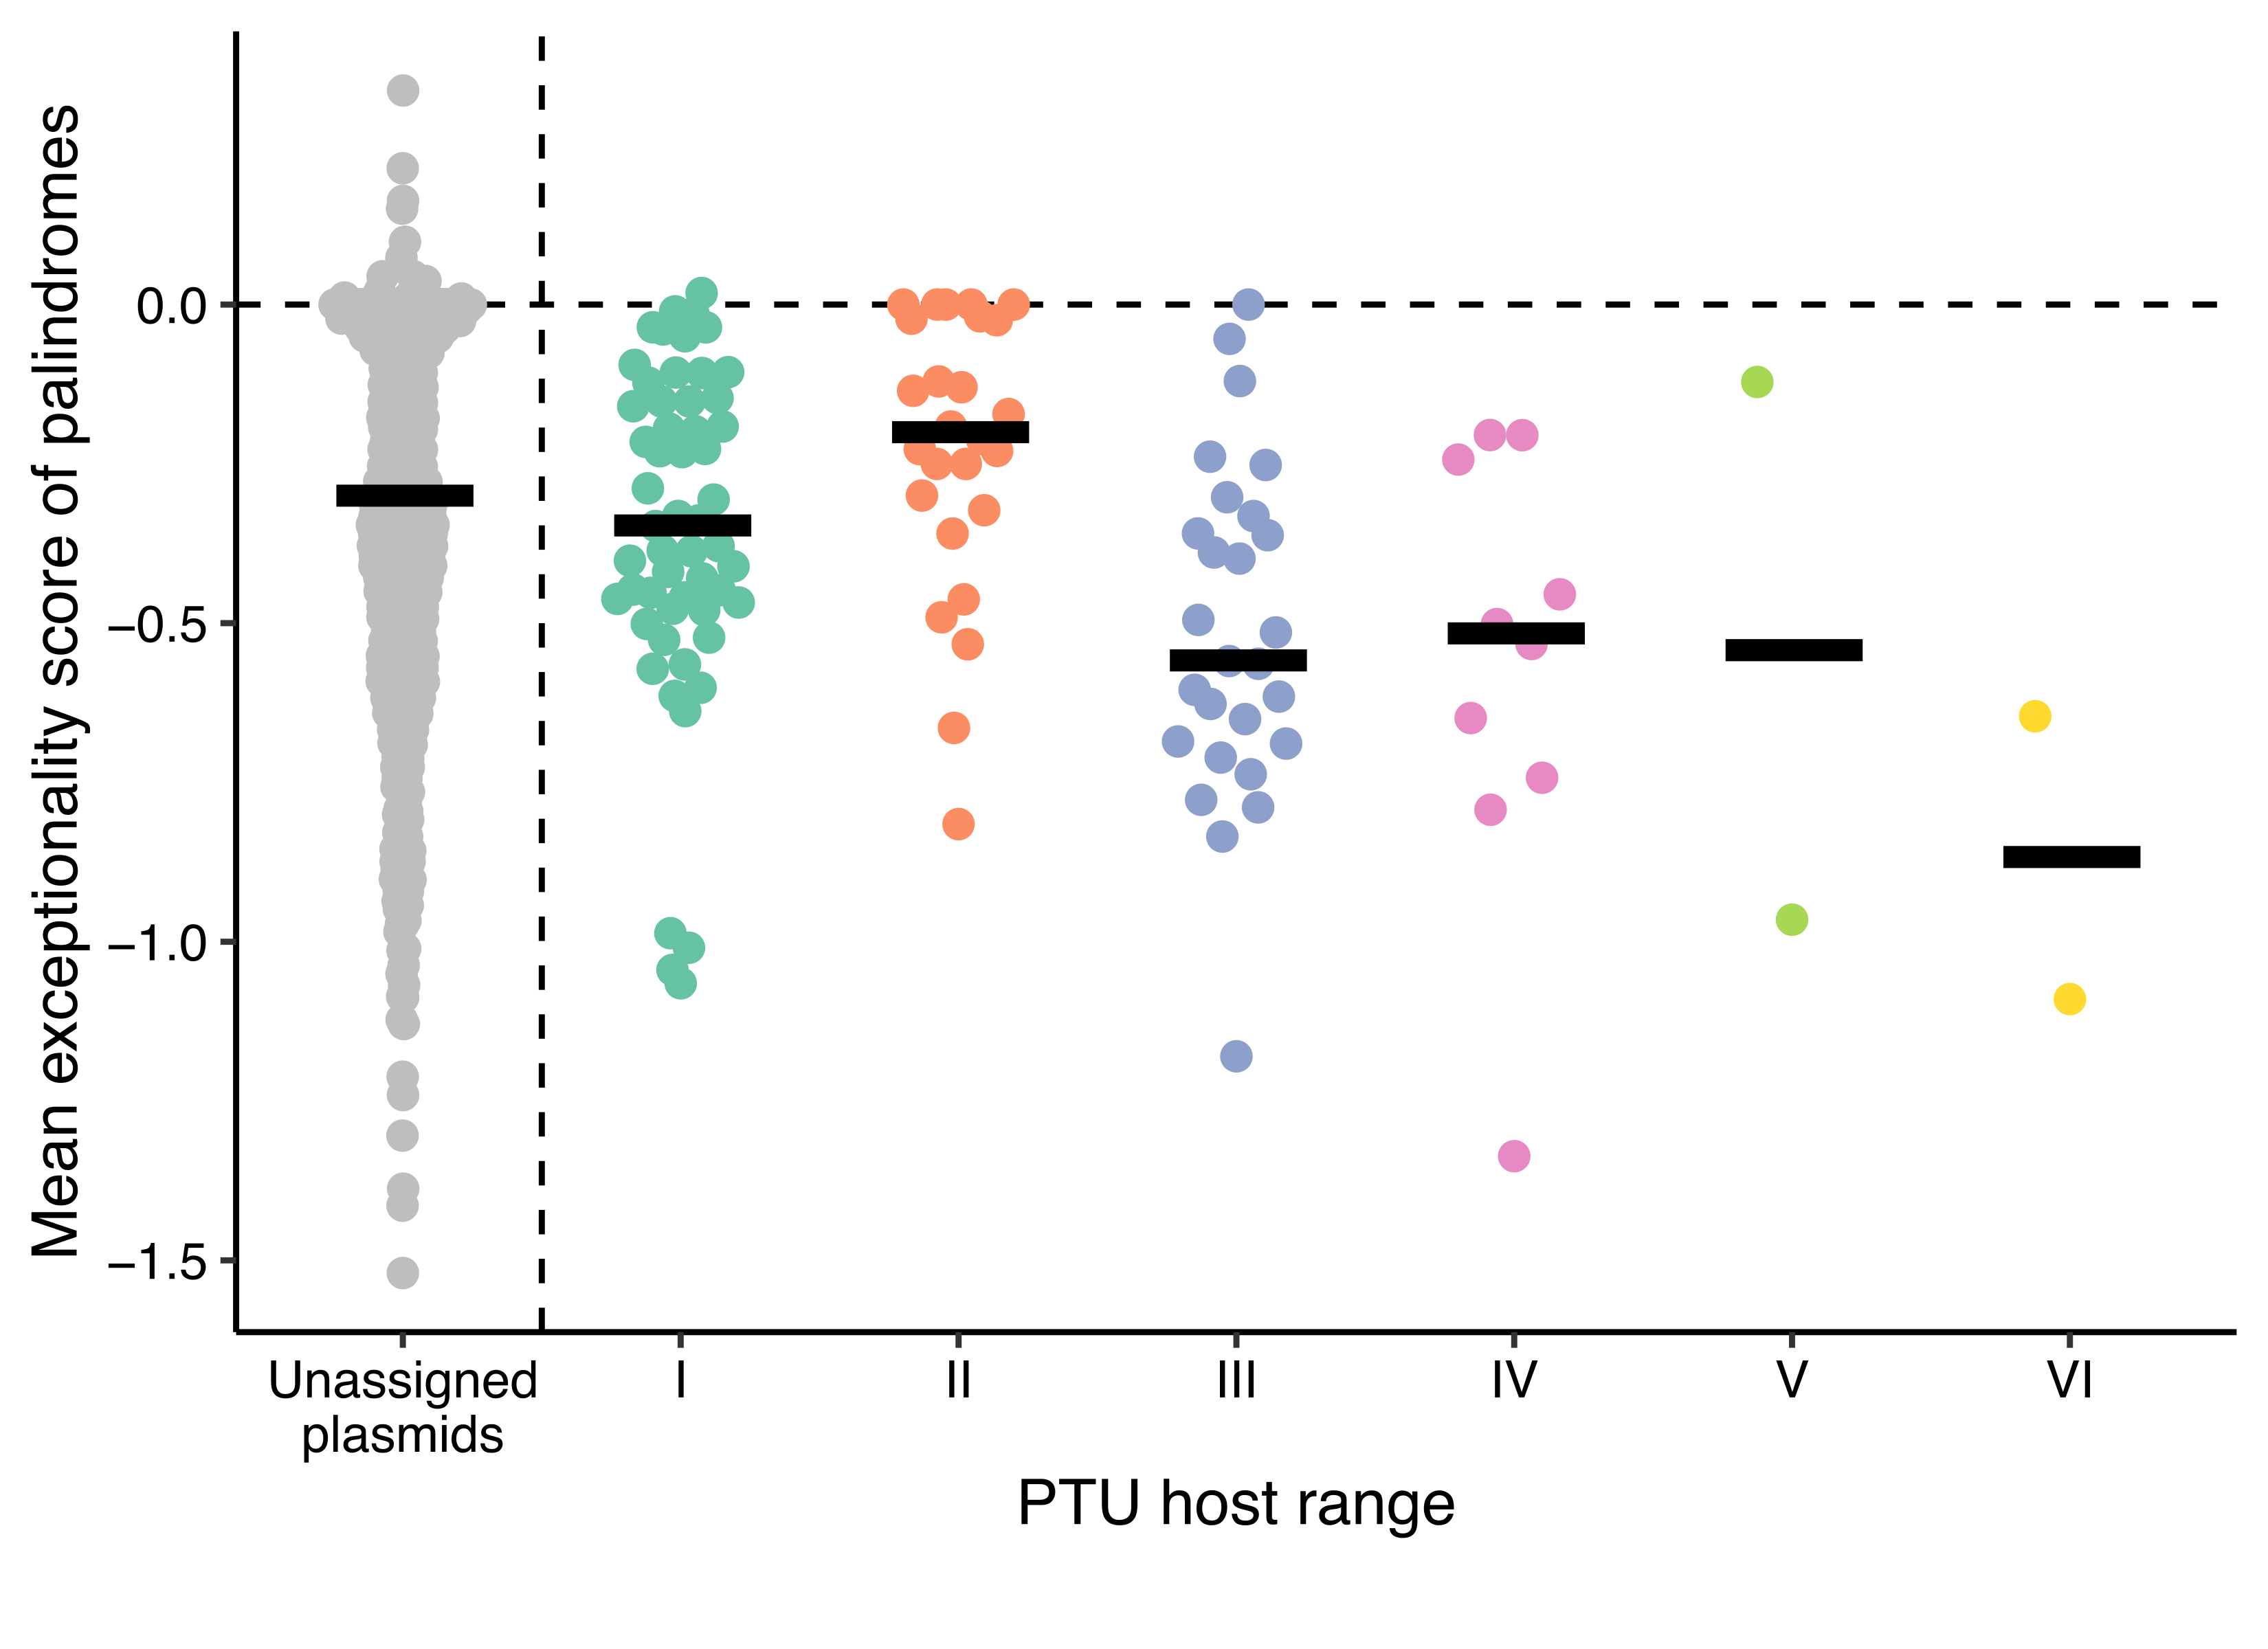 Mean exceptionality score of palindromes
0.0
−0.5
−1.0
−1.5
Unassigned
plasmids
I
II
III
IV
V
VI
PTU host range